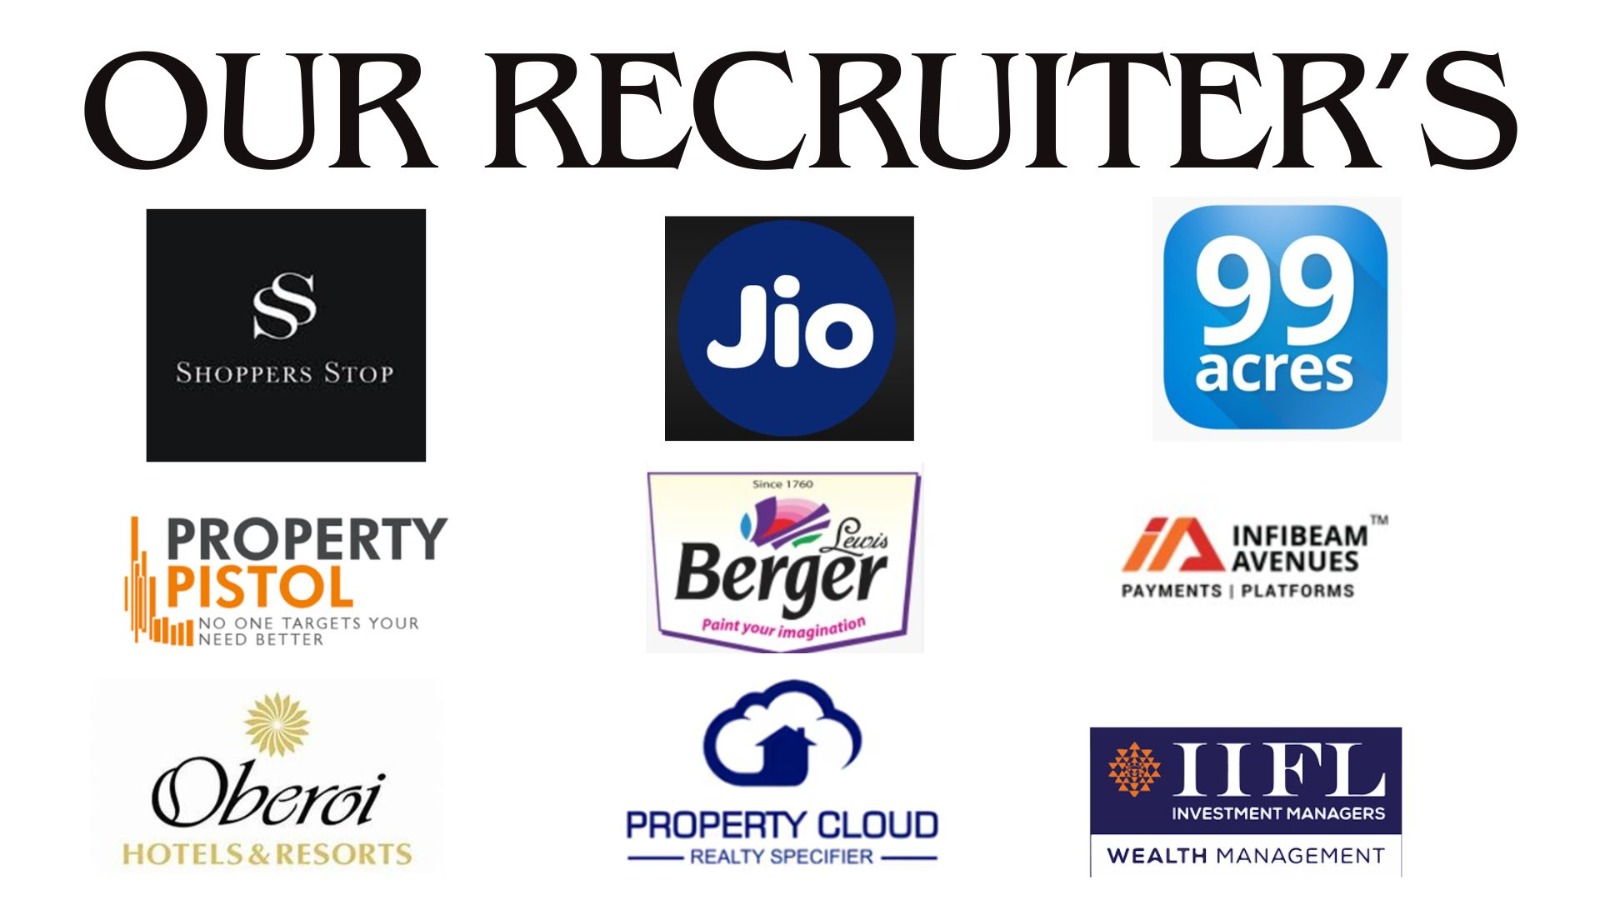 OUR RECRUITER'S
SS
SHOPPERS STOP
Jio
99
acres
PROPERTY
PISTOL
NO ONE TARGETS YOUR
NEED BETTER
Since 1760
Lewis
Berger
Paint your imagination
INFIBEAM™
AVENUES
PAYMENTS | PLATFORMS
Oberoi
HOTELS & RESORTS
PROPERTY CLOUD
REALTY SPECIFIER
IIFL
INVESTMENT MANAGERS
WEALTH MANAGEMENT